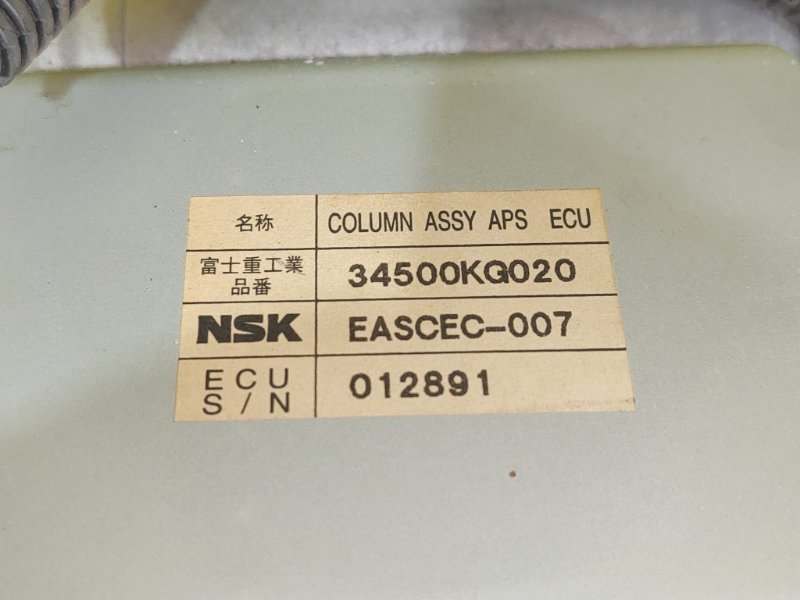 名称 COLUMN ASSY APS ECU
富士重工業
品番 34500KG020
NSK EASCEC-007
ECU
S/N 012891